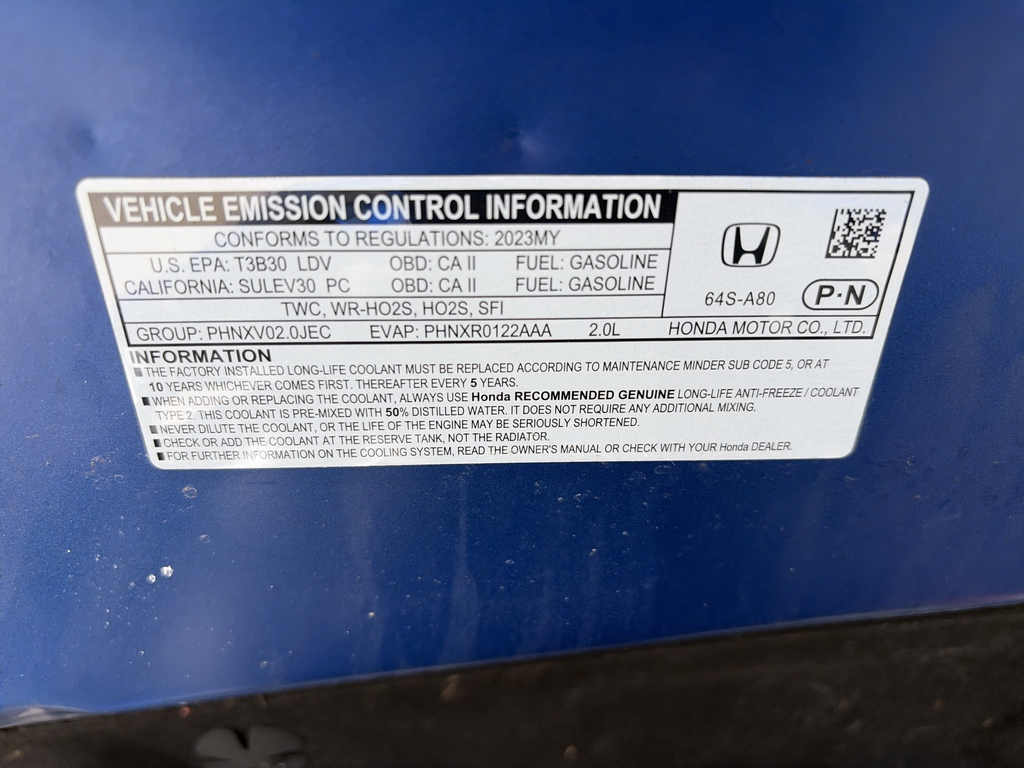 VEHICLE EMISSION CONTROL INFORMATION
CONFORMS TO REGULATIONS: 2023MY
U.S. EPA: T3B30 LDV OBD: CA II FUEL: GASOLINE
CALIFORNIA: SULEV30 PC OBD: CA II FUEL: GASOLINE
TWC, WR-HO2S, HO2S, SFI
64S-A80 P·N
GROUP: PHNXV02.0JEC EVAP: PHNXR0122AAA 2.0L HONDA MOTOR CO., LTD.
INFORMATION
■ THE FACTORY INSTALLED LONG-LIFE COOLANT MUST BE REPLACED ACCORDING TO MAINTENANCE MINDER SUB CODE 5, OR AT
10 YEARS WHICHEVER COMES FIRST. THEREAFTER EVERY 5 YEARS.
■ WHEN ADDING OR REPLACING THE COOLANT, ALWAYS USE Honda RECOMMENDED GENUINE LONG-LIFE ANTI-FREEZE / COOLANT
TYPE 2. THIS COOLANT IS PRE-MIXED WITH 50% DISTILLED WATER. IT DOES NOT REQUIRE ANY ADDITIONAL MIXING.
■ NEVER DILUTE THE COOLANT, OR THE LIFE OF THE ENGINE MAY BE SERIOUSLY SHORTENED.
■ CHECK OR ADD THE COOLANT AT THE RESERVE TANK, NOT THE RADIATOR.
■ FOR FURTHER INFORMATION ON THE COOLING SYSTEM, READ THE OWNER'S MANUAL OR CHECK WITH YOUR Honda DEALER.